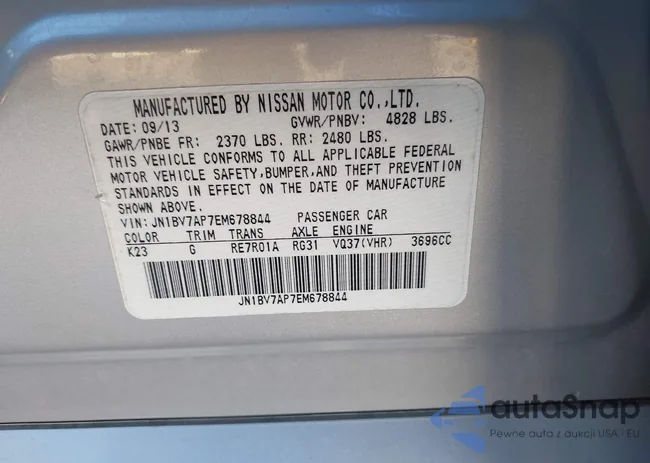 MANUFACTURED BY NISSAN MOTOR CO.,LTD.
DATE: 09/13 GVWR/PNBV: 4828 LBS.
GAWR/PNBE FR: 2370 LBS. RR: 2480 LBS.
THIS VEHICLE CONFORMS TO ALL APPLICABLE FEDERAL
MOTOR VEHICLE SAFETY,BUMPER,AND THEFT PREVENTION
STANDARDS IN EFFECT ON THE DATE OF MANUFACTURE
SHOWN ABOVE.
VIN: JN1BV7AP7EM678844 PASSENGER CAR
COLOR TRIM TRANS AXLE ENGINE
K23 G RE7R01A RG31 VQ37(VHR) 3696CC
JN1BV7AP7EM678844
autaSnap
Pewne auta z aukcji USA i EU